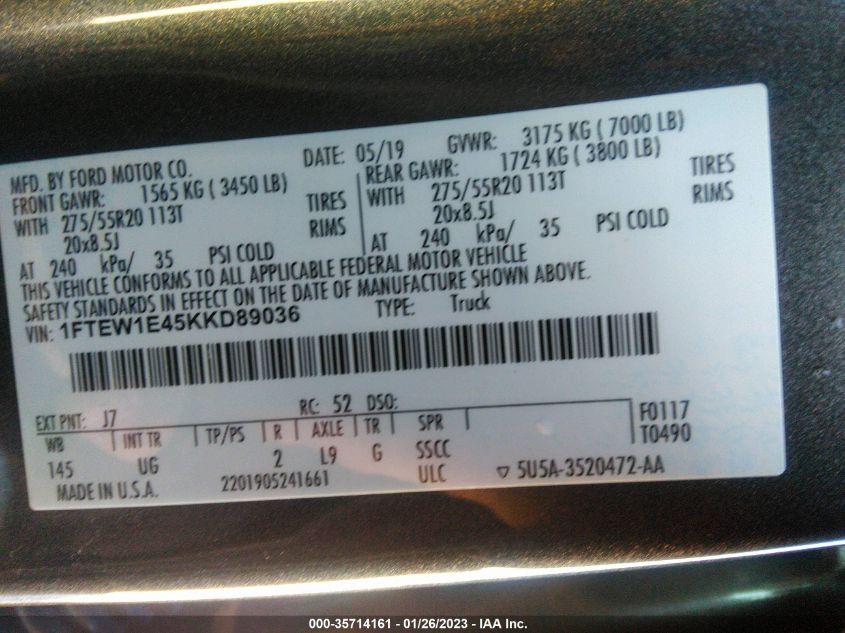 MFD. BY FORD MOTOR CO.
DATE: 05/19 GVWR: 3175 KG ( 7000 LB)
FRONT GAWR: 1565 KG ( 3450 LB)
REAR GAWR: 1724 KG ( 3800 LB)
WITH 275/55R20 113T TIRES
WITH 275/55R20 113T TIRES
20x8.5J RIMS
20x8.5J RIMS
AT 240 kPa/ 35 PSI COLD
AT 240 kPa/ 35 PSI COLD
THIS VEHICLE CONFORMS TO ALL APPLICABLE FEDERAL MOTOR VEHICLE
SAFETY STANDARDS IN EFFECT ON THE DATE OF MANUFACTURE SHOWN ABOVE.
VIN: 1FTEW1E45KKD89036 TYPE: Truck
EXT PNT: J7 RC: 52 DSO:
WB INT TR TP/PS R AXLE TR SPR F0117
T0490
145 UG 2 L9 G SSCC
MADE IN U.S.A. 2201905241661 ULC ▽ 5U5A-3520472-AA
000-35714161 - 01/26/2023 - IAA Inc.